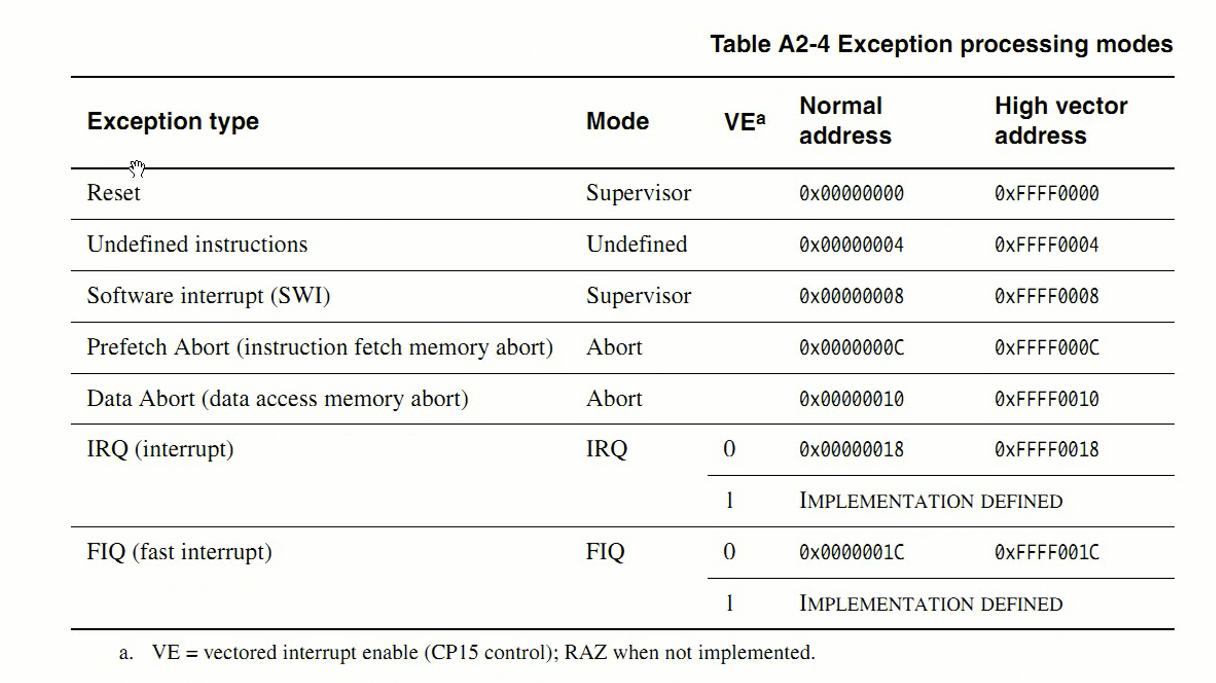 Table A2-4 Exception processing modes
Exception type Mode VEa Normal address High vector address
Reset Supervisor 0x00000000 0xFFFF0000
Undefined instructions Undefined 0x00000004 0xFFFF0004
Software interrupt (SWI) Supervisor 0x00000008 0xFFFF0008
Prefetch Abort (instruction fetch memory abort) Abort 0x0000000C 0xFFFF000C
Data Abort (data access memory abort) Abort 0x00000010 0xFFFF0010
IRQ (interrupt) IRQ 0 0x00000018 0xFFFF0018
1 IMPLEMENTATION DEFINED
FIQ (fast interrupt) FIQ 0 0x0000001C 0xFFFF001C
1 IMPLEMENTATION DEFINED
a. VE = vectored interrupt enable (CP15 control); RAZ when not implemented.